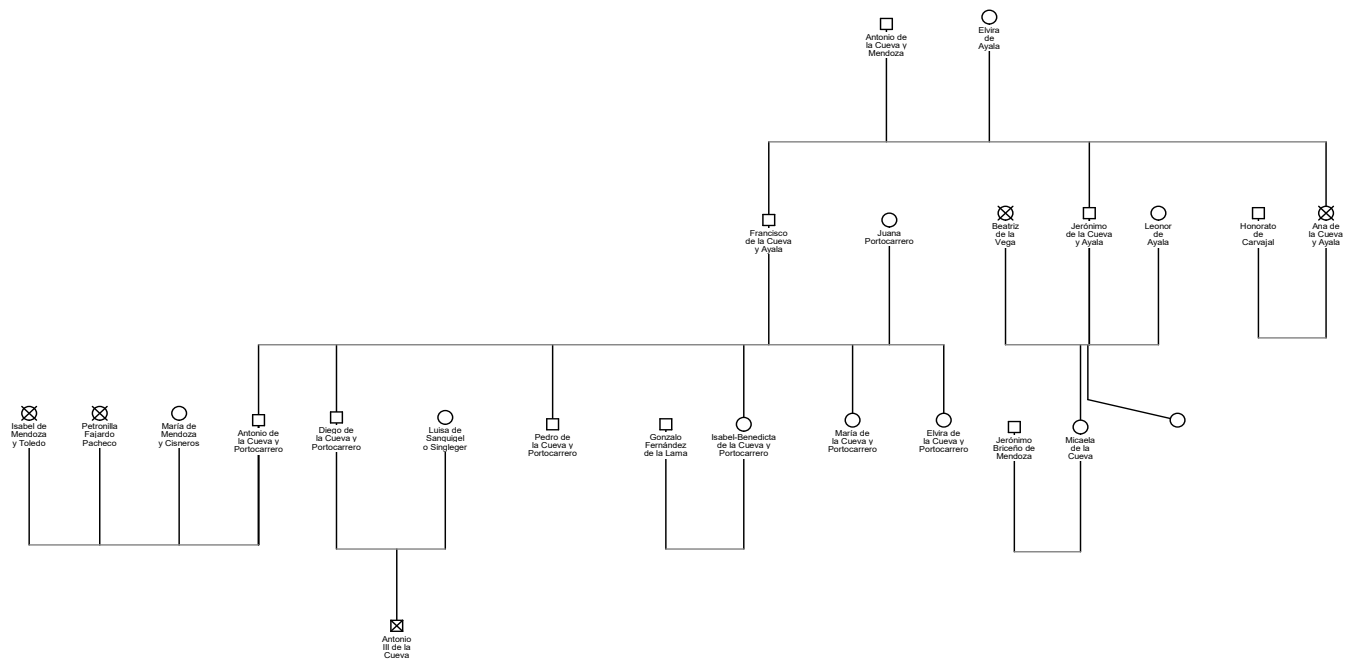 Antonio de
la Cueva y
Mendoza
Elvira
de
Ayala
Francisco
de la Cueva
y Ayala
Juana
Portocarrero
Beatriz
de la
Vega
Jerónimo
de la Cueva
y Ayala
Leonor
de
Ayala
Honorato
de
Carvajal
Ana de
la Cueva
y Ayala
Isabel de
Mendoza
y Toledo
Petronilla
Fajardo
Pacheco
María de
Mendoza
y Cisneros
Antonio de
la Cueva y
Portocarrero
Diego de
la Cueva y
Portocarrero
Luisa de
Sanquigel
o Singleger
Pedro de
la Cueva y
Portocarrero
Gonzalo
Fernández
de la Lama
Isabel-Benedicta
de la Cueva y
Portocarrero
María de
la Cueva y
Portocarrero
Elvira de
la Cueva y
Portocarrero
Jerónimo
Briceño de
Mendoza
Micaela
de la
Cueva
Antonio
III de la
Cueva